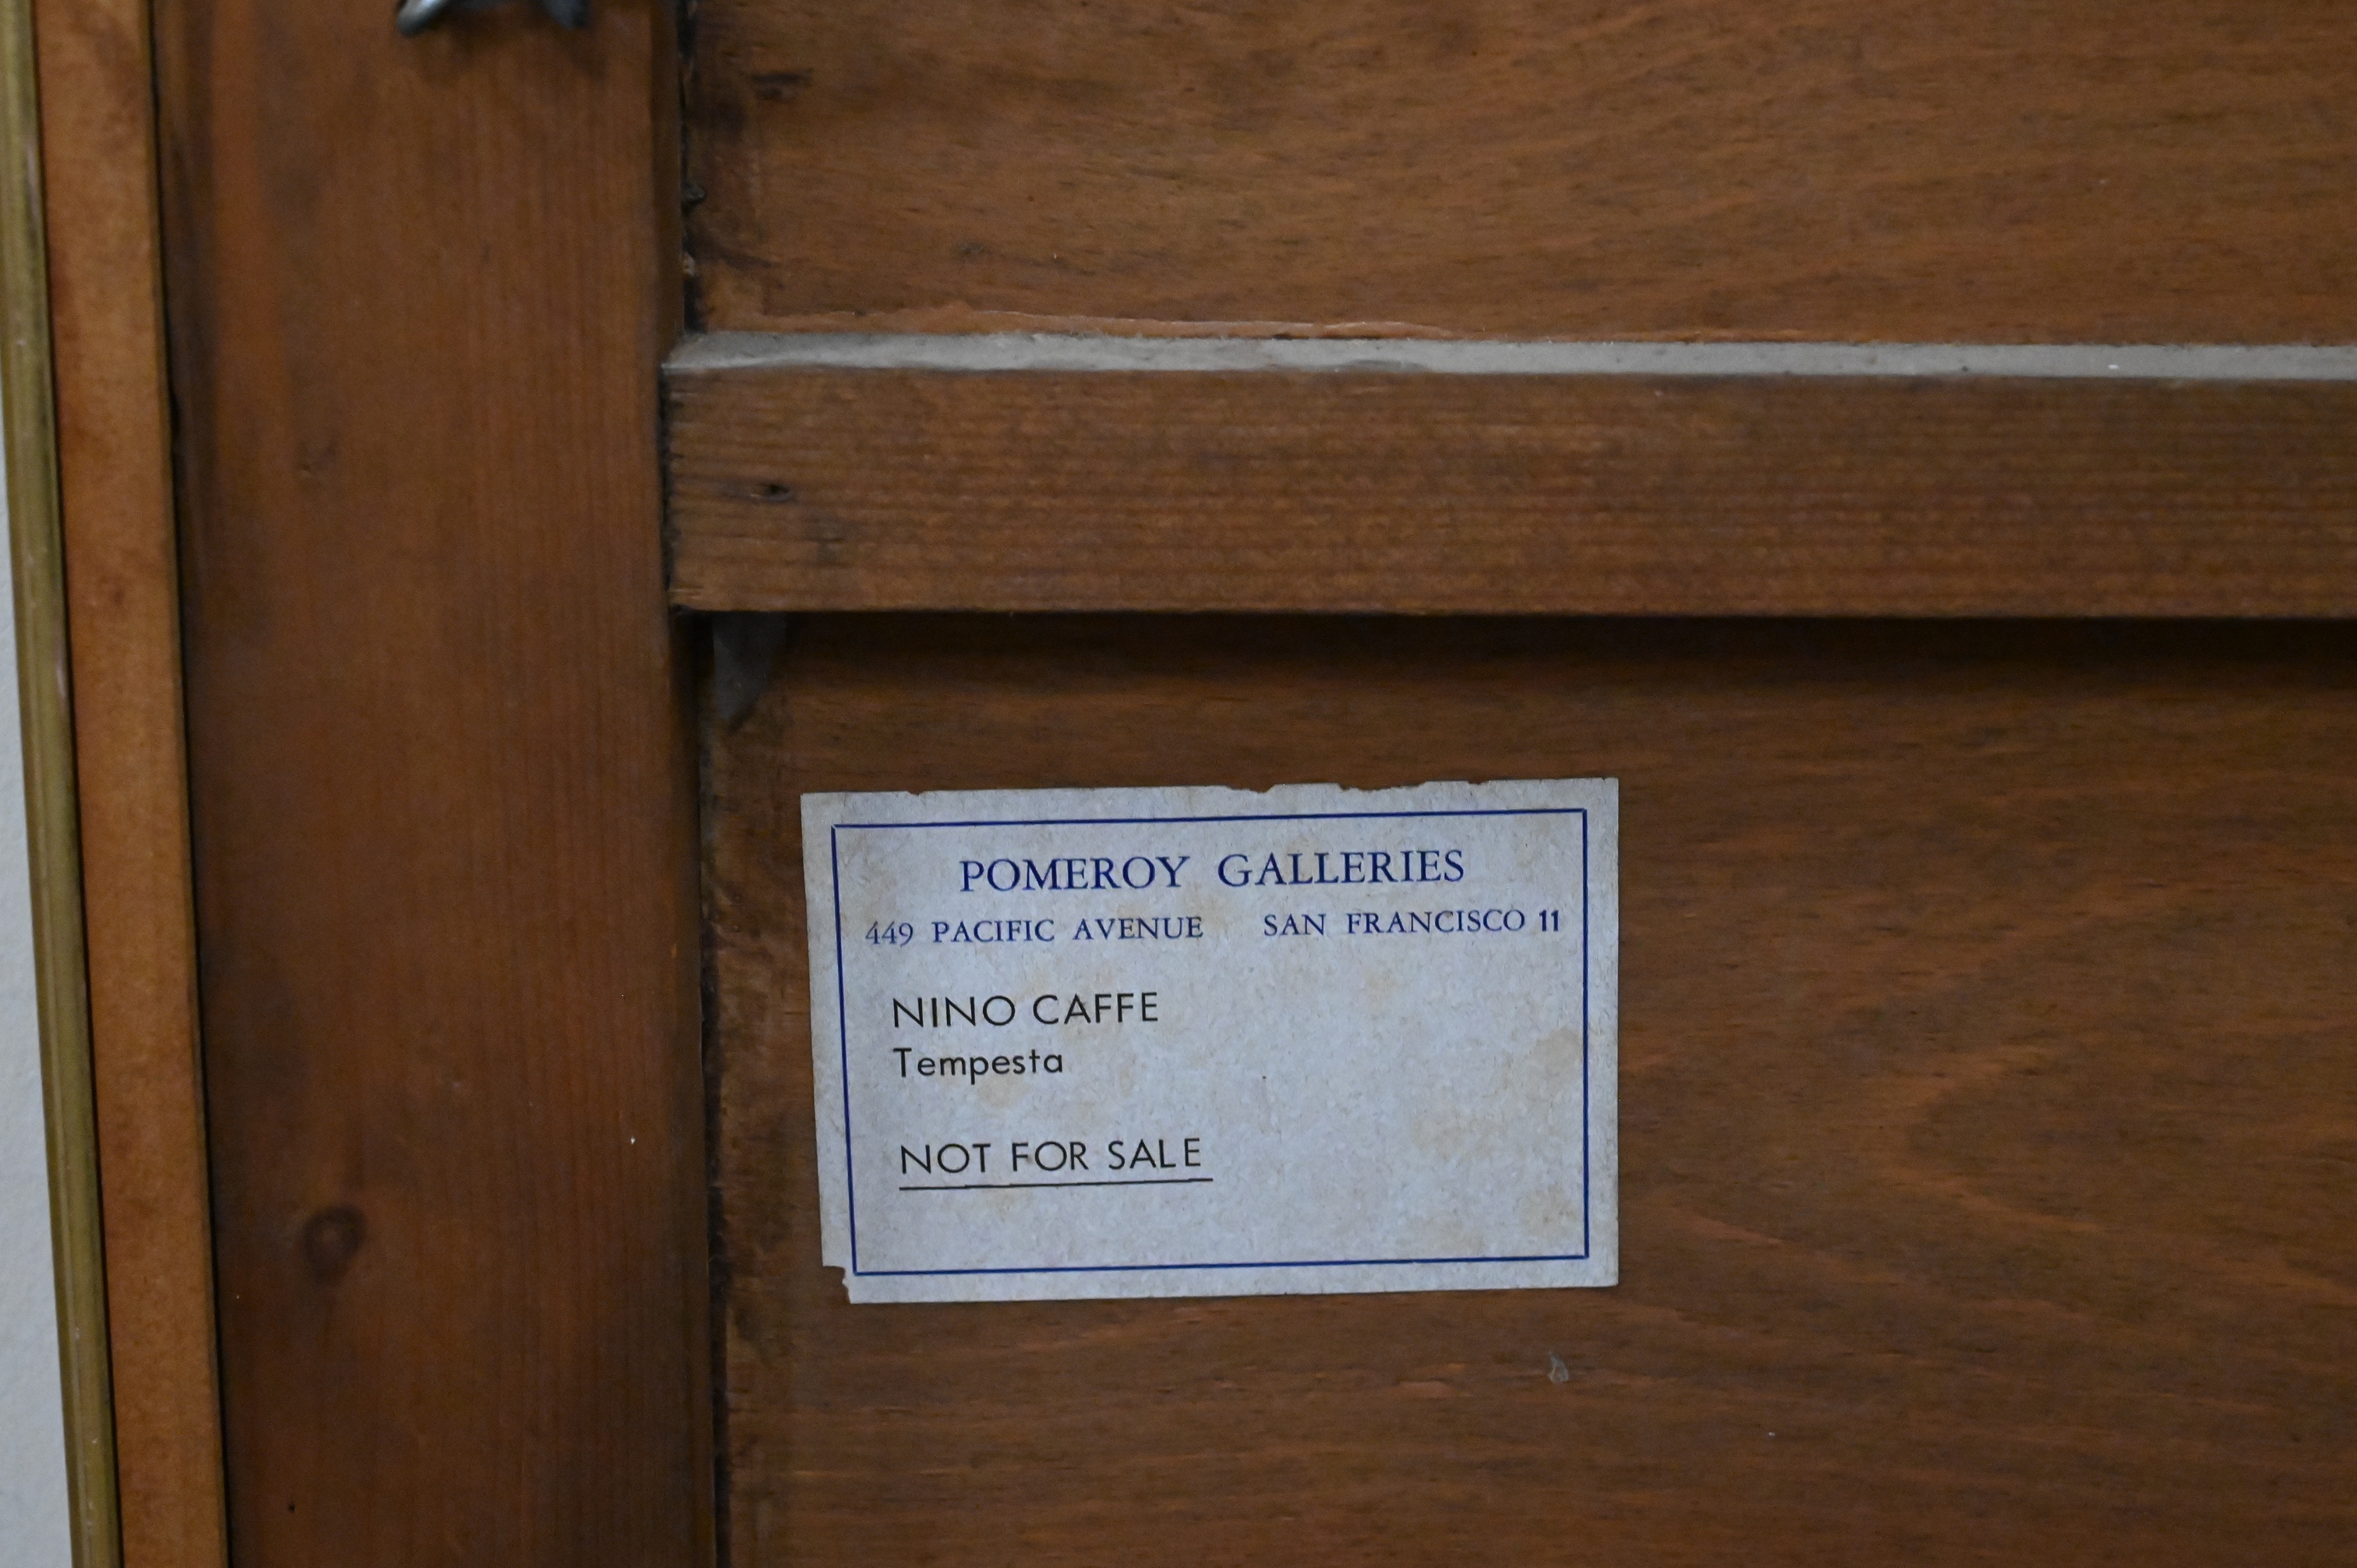 POMEROY GALLERIES
449 PACIFIC AVENUE SAN FRANCISCO 11
NINO CAFFE
Tempesta
NOT FOR SALE